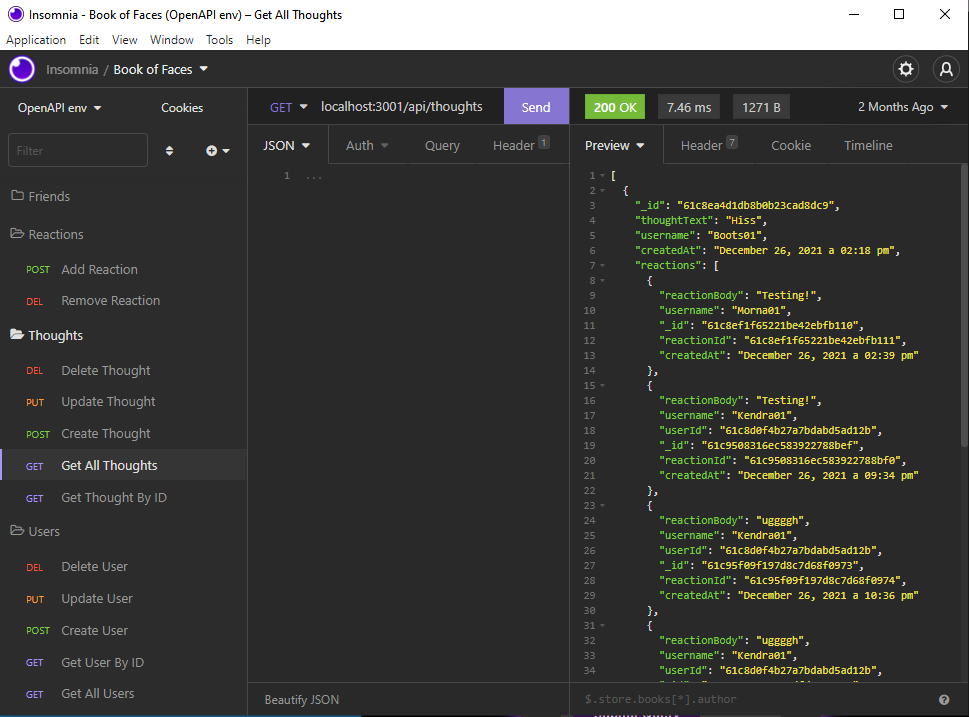 Insomnia - Book of Faces (OpenAPI env) – Get All Thoughts
Application Edit View Window Tools Help
Insomnia / Book of Faces
OpenAPI env Cookies
Filter
Friends
Reactions
POST Add Reaction
DEL Remove Reaction
Thoughts
DEL Delete Thought
PUT Update Thought
POST Create Thought
GET Get All Thoughts
GET Get Thought By ID
Users
DEL Delete User
PUT Update User
POST Create User
GET Get User By ID
GET Get All Users
GET localhost:3001/api/thoughts Send
JSON Auth Query Header 1
1 ...
Beautify JSON
200 OK 7.46 ms 1271 B 2 Months Ago
Preview Header 7 Cookie Timeline
1 [
2 {
3 "_id": "61c8ea4d1db8b0b23cad8dc9",
4 "thoughtText": "Hiss",
5 "username": "Boots01",
6 "createdAt": "December 26, 2021 a 02:18 pm",
7 "reactions": [
8 {
9 "reactionBody": "Testing!",
10 "username": "Morna01",
11 "_id": "61c8ef1f65221be42ebfb110",
12 "reactionId": "61c8ef1f65221be42ebfb111",
13 "createdAt": "December 26, 2021 a 02:39 pm"
14 },
15 {
16 "reactionBody": "Testing!",
17 "username": "Kendra01",
18 "userId": "61c8d0f4b27a7bdabd5ad12b",
19 "_id": "61c9508316ec583922788bef",
20 "reactionId": "61c9508316ec583922788bf0",
21 "createdAt": "December 26, 2021 a 09:34 pm"
22 },
23 {
24 "reactionBody": "uggggh",
25 "username": "Kendra01",
26 "userId": "61c8d0f4b27a7bdabd5ad12b",
27 "_id": "61c95f09f197d8c7d68f0973",
28 "reactionId": "61c95f09f197d8c7d68f0974",
29 "createdAt": "December 26, 2021 a 10:36 pm"
30 },
31 {
32 "reactionBody": "uggggh",
33 "username": "Kendra01",
34 "userId": "61c8d0f4b27a7bdabd5ad12b",
$.store.books[*].author